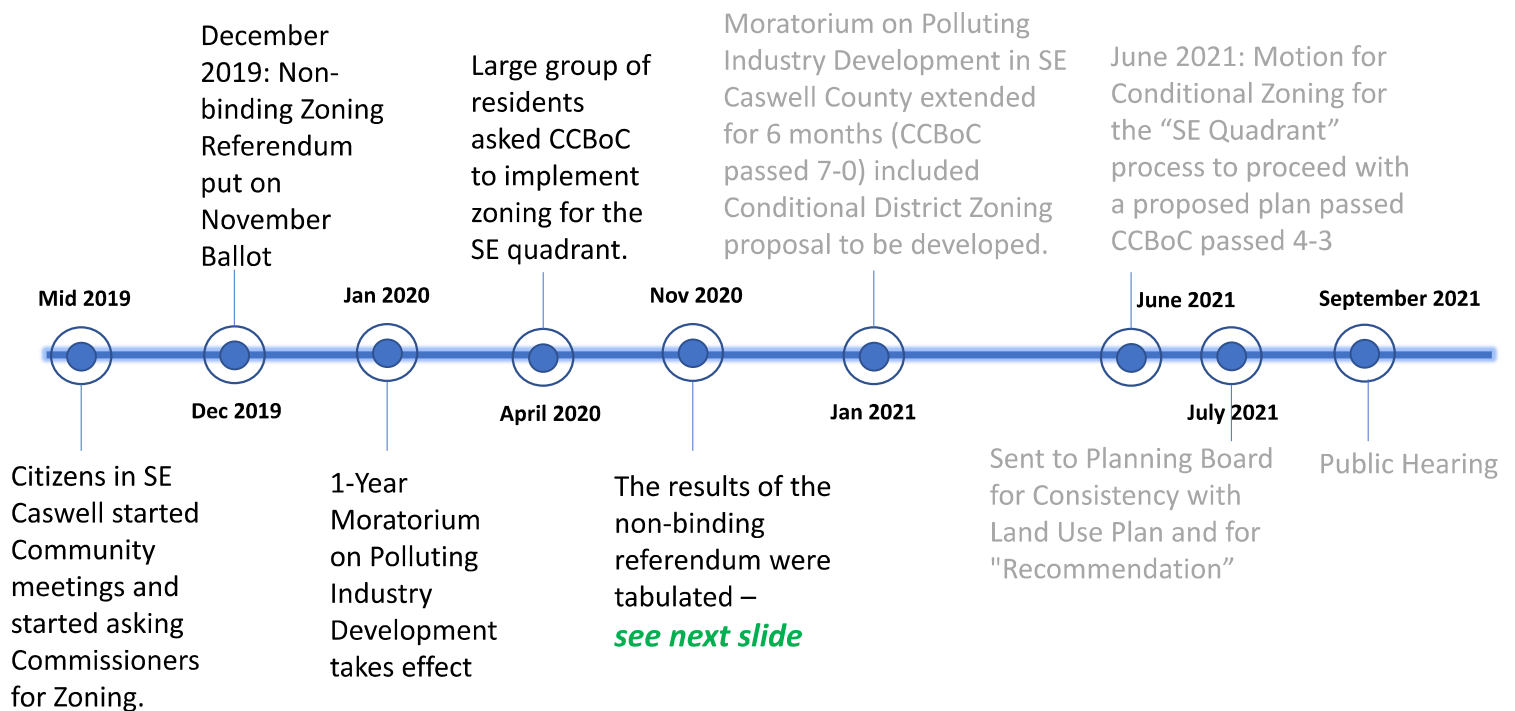 December
2019: Non-
binding Zoning
Referendum
put on
November
Ballot
Large group of
residents
asked CCBoC
to implement
zoning for the
SE quadrant.
Moratorium on Polluting
Industry Development in SE
Caswell County extended
for 6 months (CCBoC
passed 7-0) included
Conditional District Zoning
proposal to be developed.
June 2021: Motion for
Conditional Zoning for
the “SE Quadrant”
process to proceed with
a proposed plan passed
CCBoC passed 4-3
Mid 2019
Jan 2020
Nov 2020
June 2021
September 2021
Dec 2019
April 2020
Jan 2021
July 2021
Citizens in SE
Caswell started
Community
meetings and
started asking
Commissioners
for Zoning.
1-Year
Moratorium
on Polluting
Industry
Development
takes effect
The results of the
non-binding
referendum were
tabulated –
see next slide
Sent to Planning Board
for Consistency with
Land Use Plan and for
"Recommendation”
Public Hearing